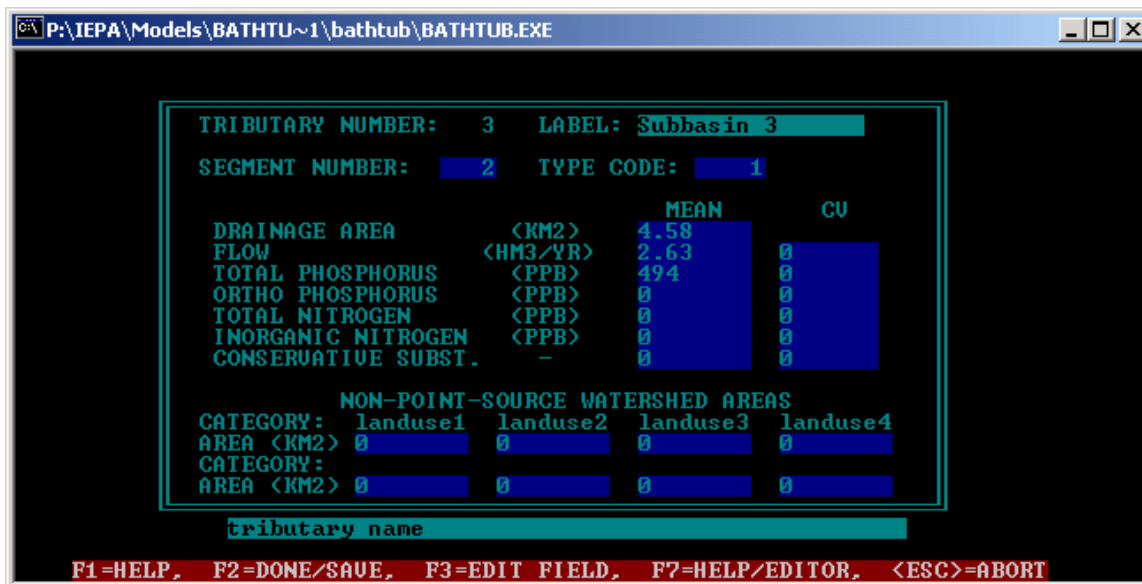 P:\IEPA\Models\BATHTU~1\bathtub\BATHTUB.EXE
TRIBUTARY NUMBER: 3 LABEL: Subbasin 3
SEGMENT NUMBER: 2 TYPE CODE: 1
MEAN CV
DRAINAGE AREA (KM2) 4.58
FLOW (HM3/YR) 2.63 0
TOTAL PHOSPHORUS (PPB) 494 0
ORTHO PHOSPHORUS (PPB) 0 0
TOTAL NITROGEN (PPB) 0 0
INORGANIC NITROGEN (PPB) 0 0
CONSERVATIVE SUBST. - 0 0
NON-POINT-SOURCE WATERSHED AREAS
CATEGORY: landuse1 landuse2 landuse3 landuse4
AREA (KM2) 0 0 0 0
CATEGORY:
AREA (KM2) 0 0 0 0
tributary name
F1=HELP, F2=DONE/SAVE, F3=EDIT FIELD, F7=HELP/EDITOR, <ESC>=ABORT